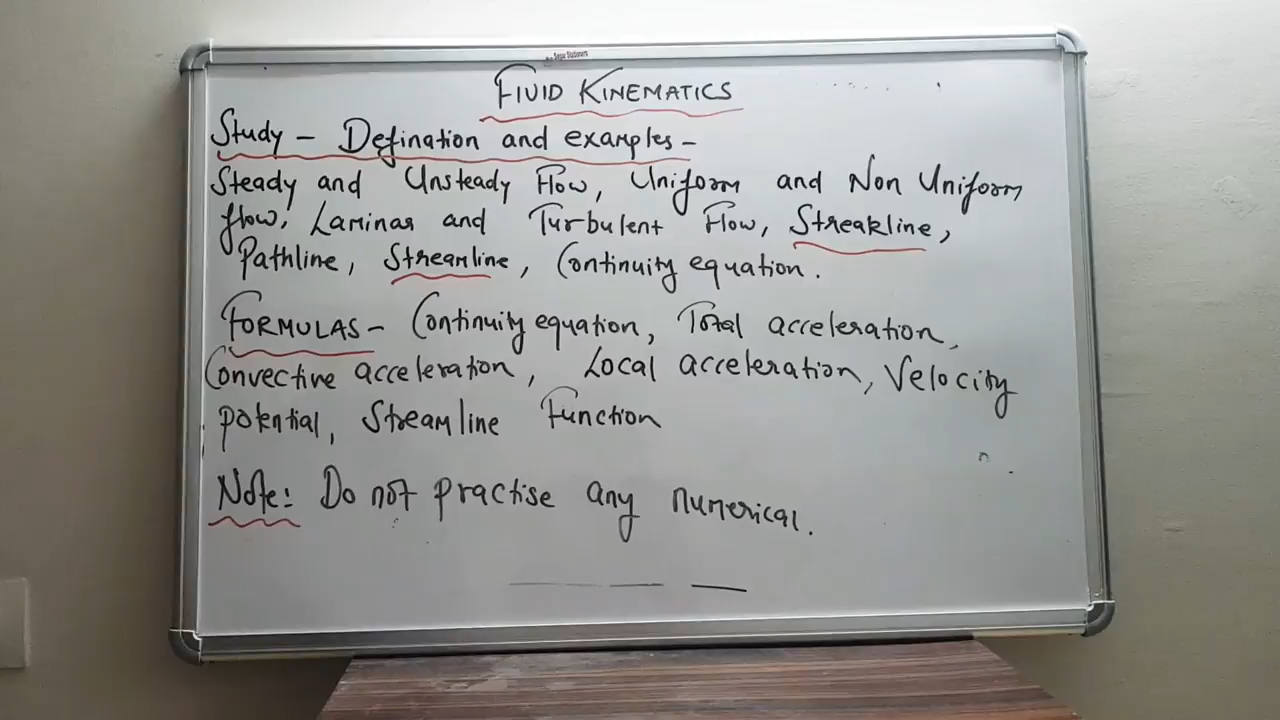 FlUID KINEMATICS
Study - Defination and examples -
Steady and Unsteady Flow, Uniform and Non Uniform
flow, Laminar and Turbulent Flow, Streakline,
Pathline, Streamline, Continuity equation.
FORMULAS - Continuity equation, Total acceleration,
Convective acceleration, Local acceleration, Velocity
potential, Streamline Function
Note: Do not practise any numerical.